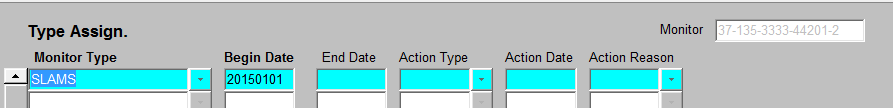 Type Assign. Monitor 37-135-3333-44201-2
Monitor Type Begin Date End Date Action Type Action Date Action Reason
SLAMS 20150101